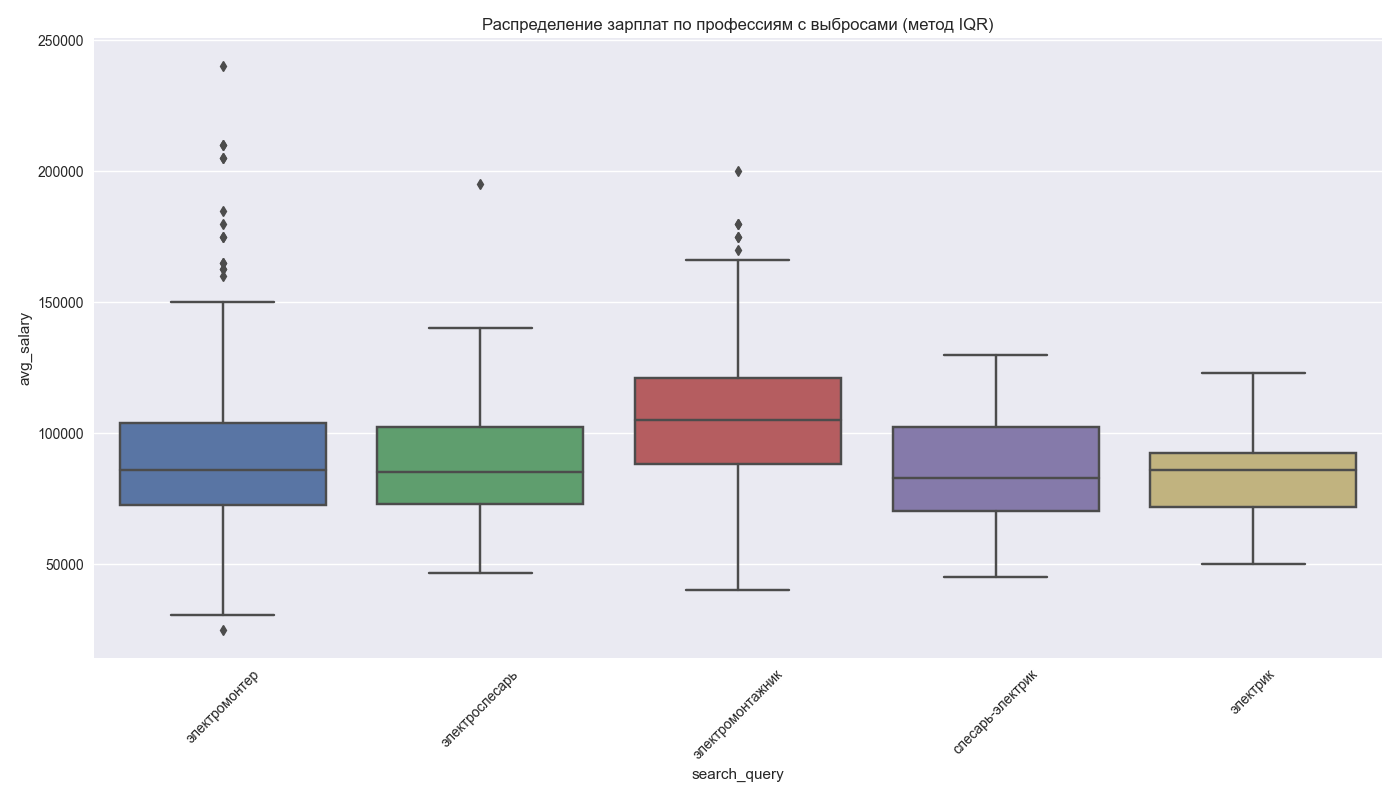 Распределение зарплат по профессиям с выбросами (метод IQR)
250000
200000
150000
100000
50000
avg_salary
электромонтер
электрослесарь
электромонтажник
слесарь-электрик
электрик
search_query